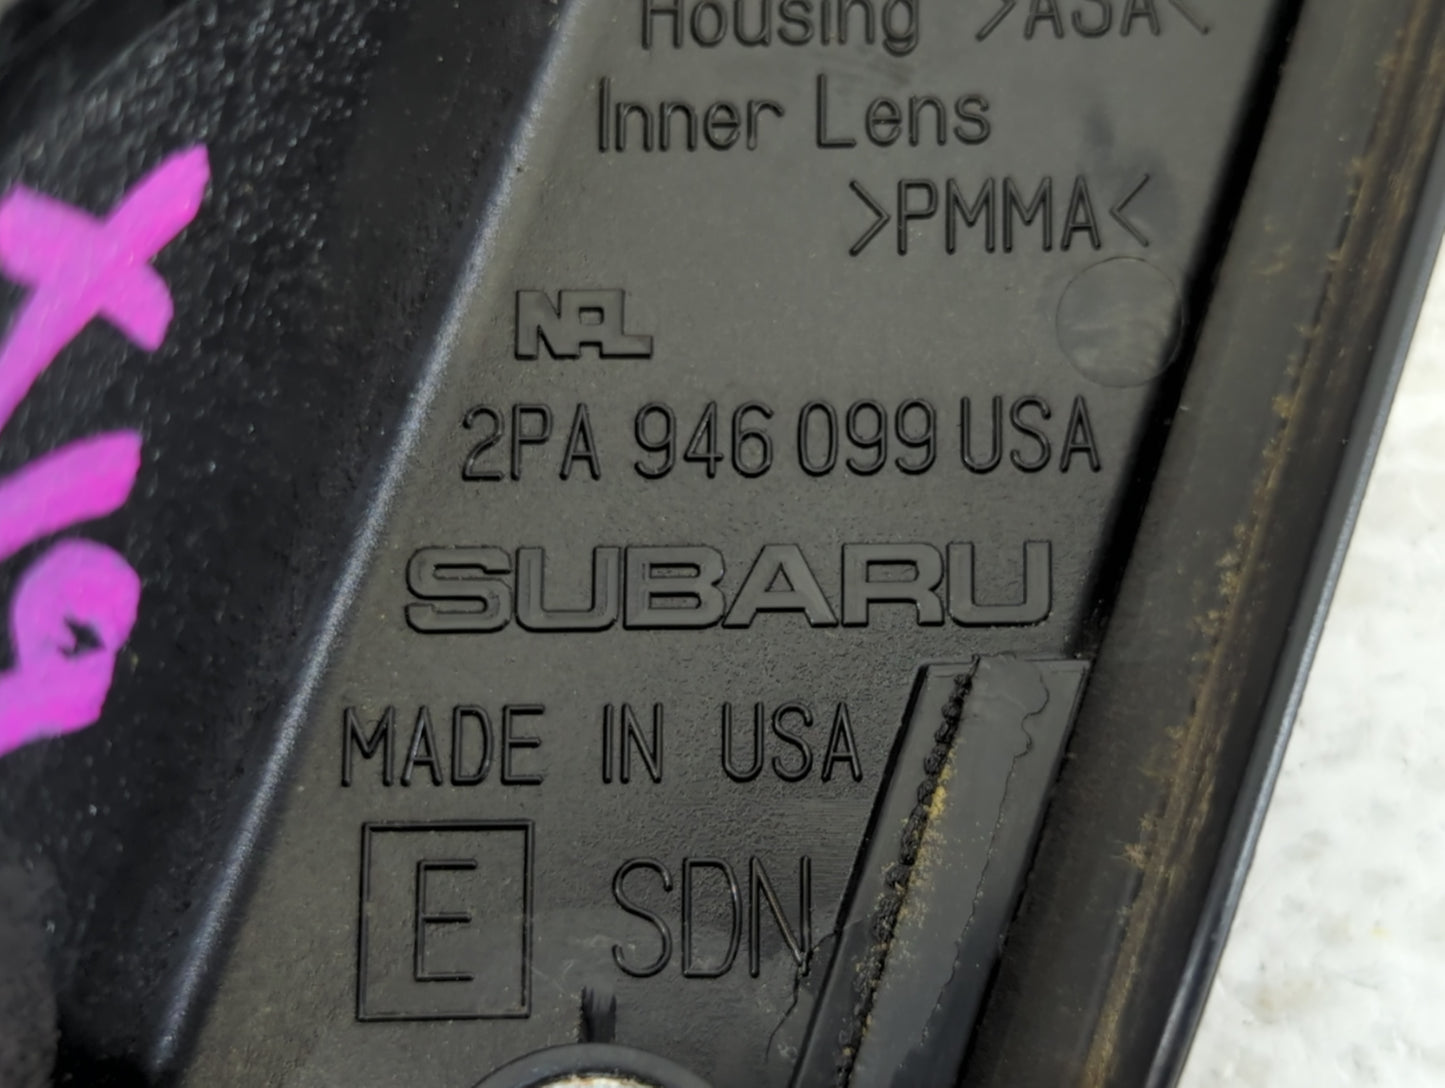 Housing >ASA<
Inner Lens
>PMMA<
NAL
2PA 946 099 USA
SUBARU
MADE IN USA
E SDN